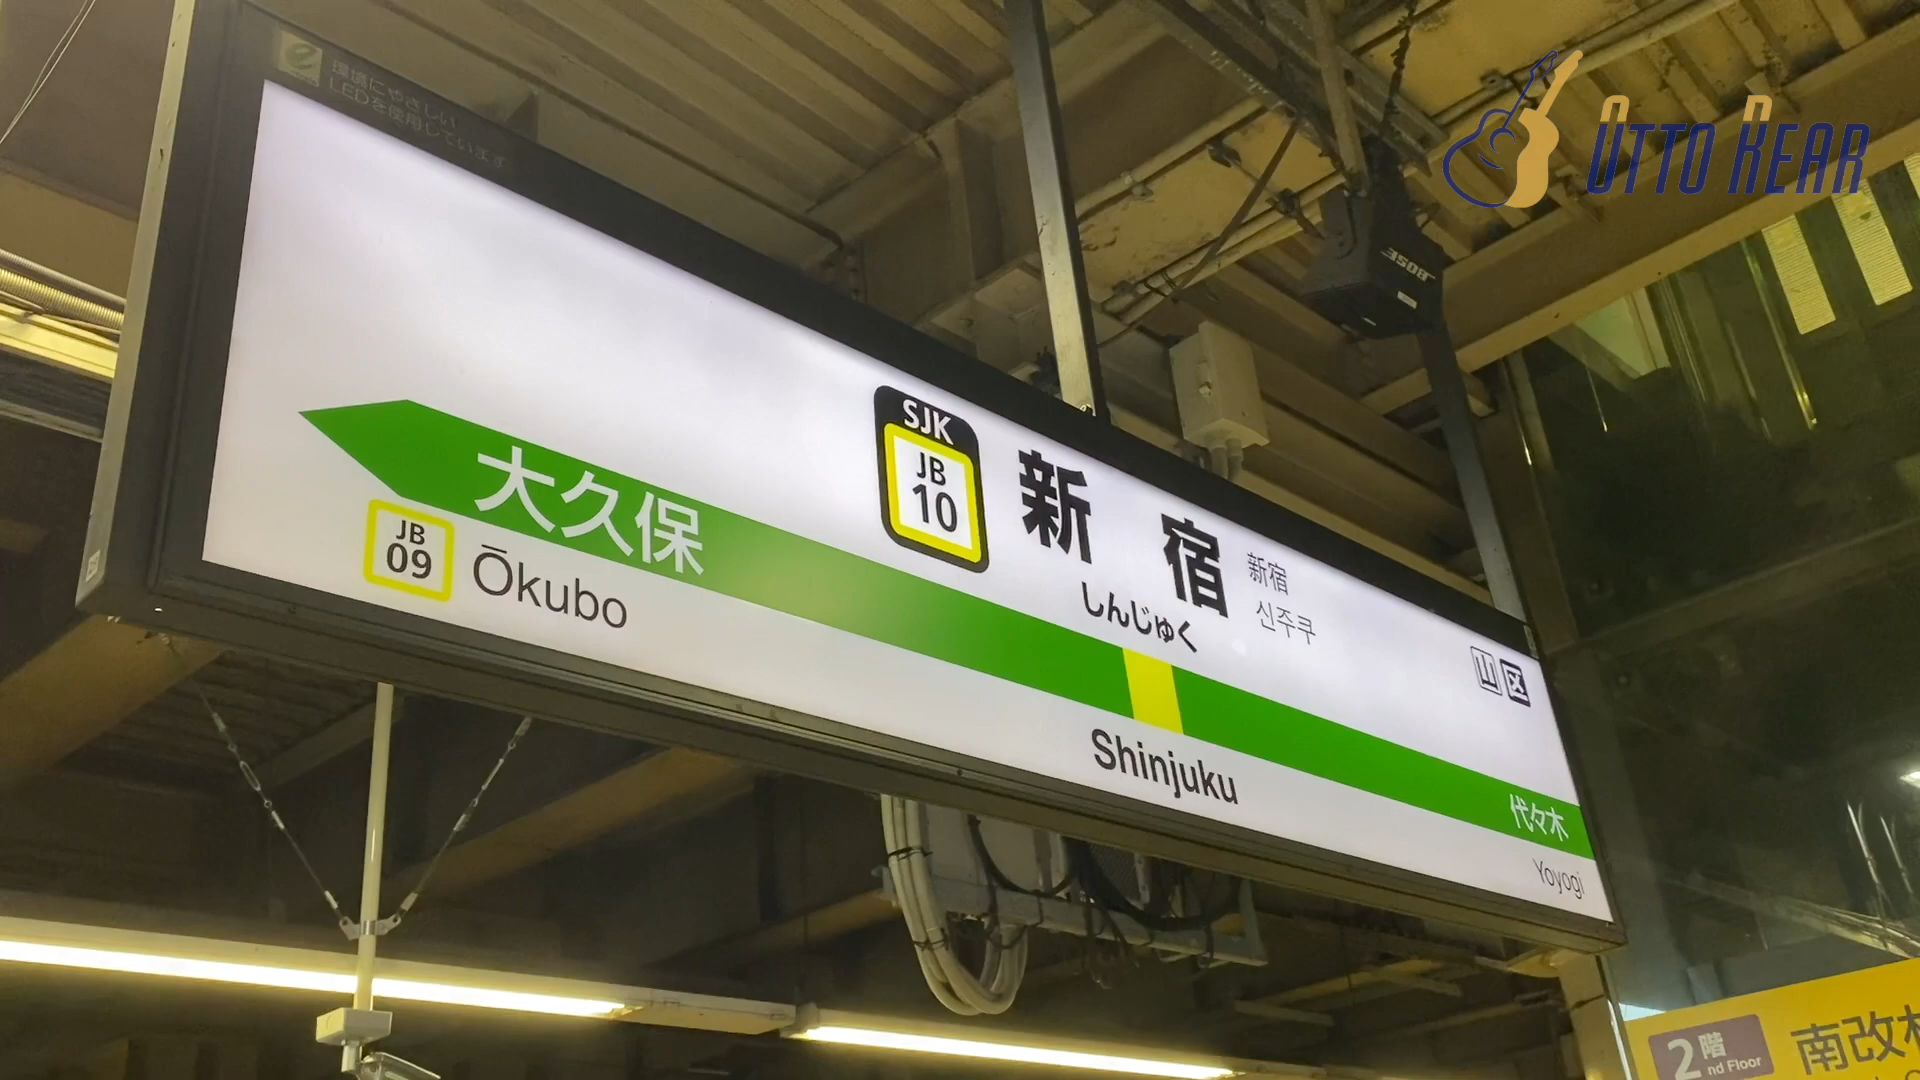 環境にやさしい
LEDを使用しています
OTTO REAR
BOSE
SJK
JB
10
新宿
新宿
신주쿠
しんじゅく
山 区
大久保
JB
09
Ōkubo
Shinjuku
代々木
Yoyogi
2階
nd Floor
南改札